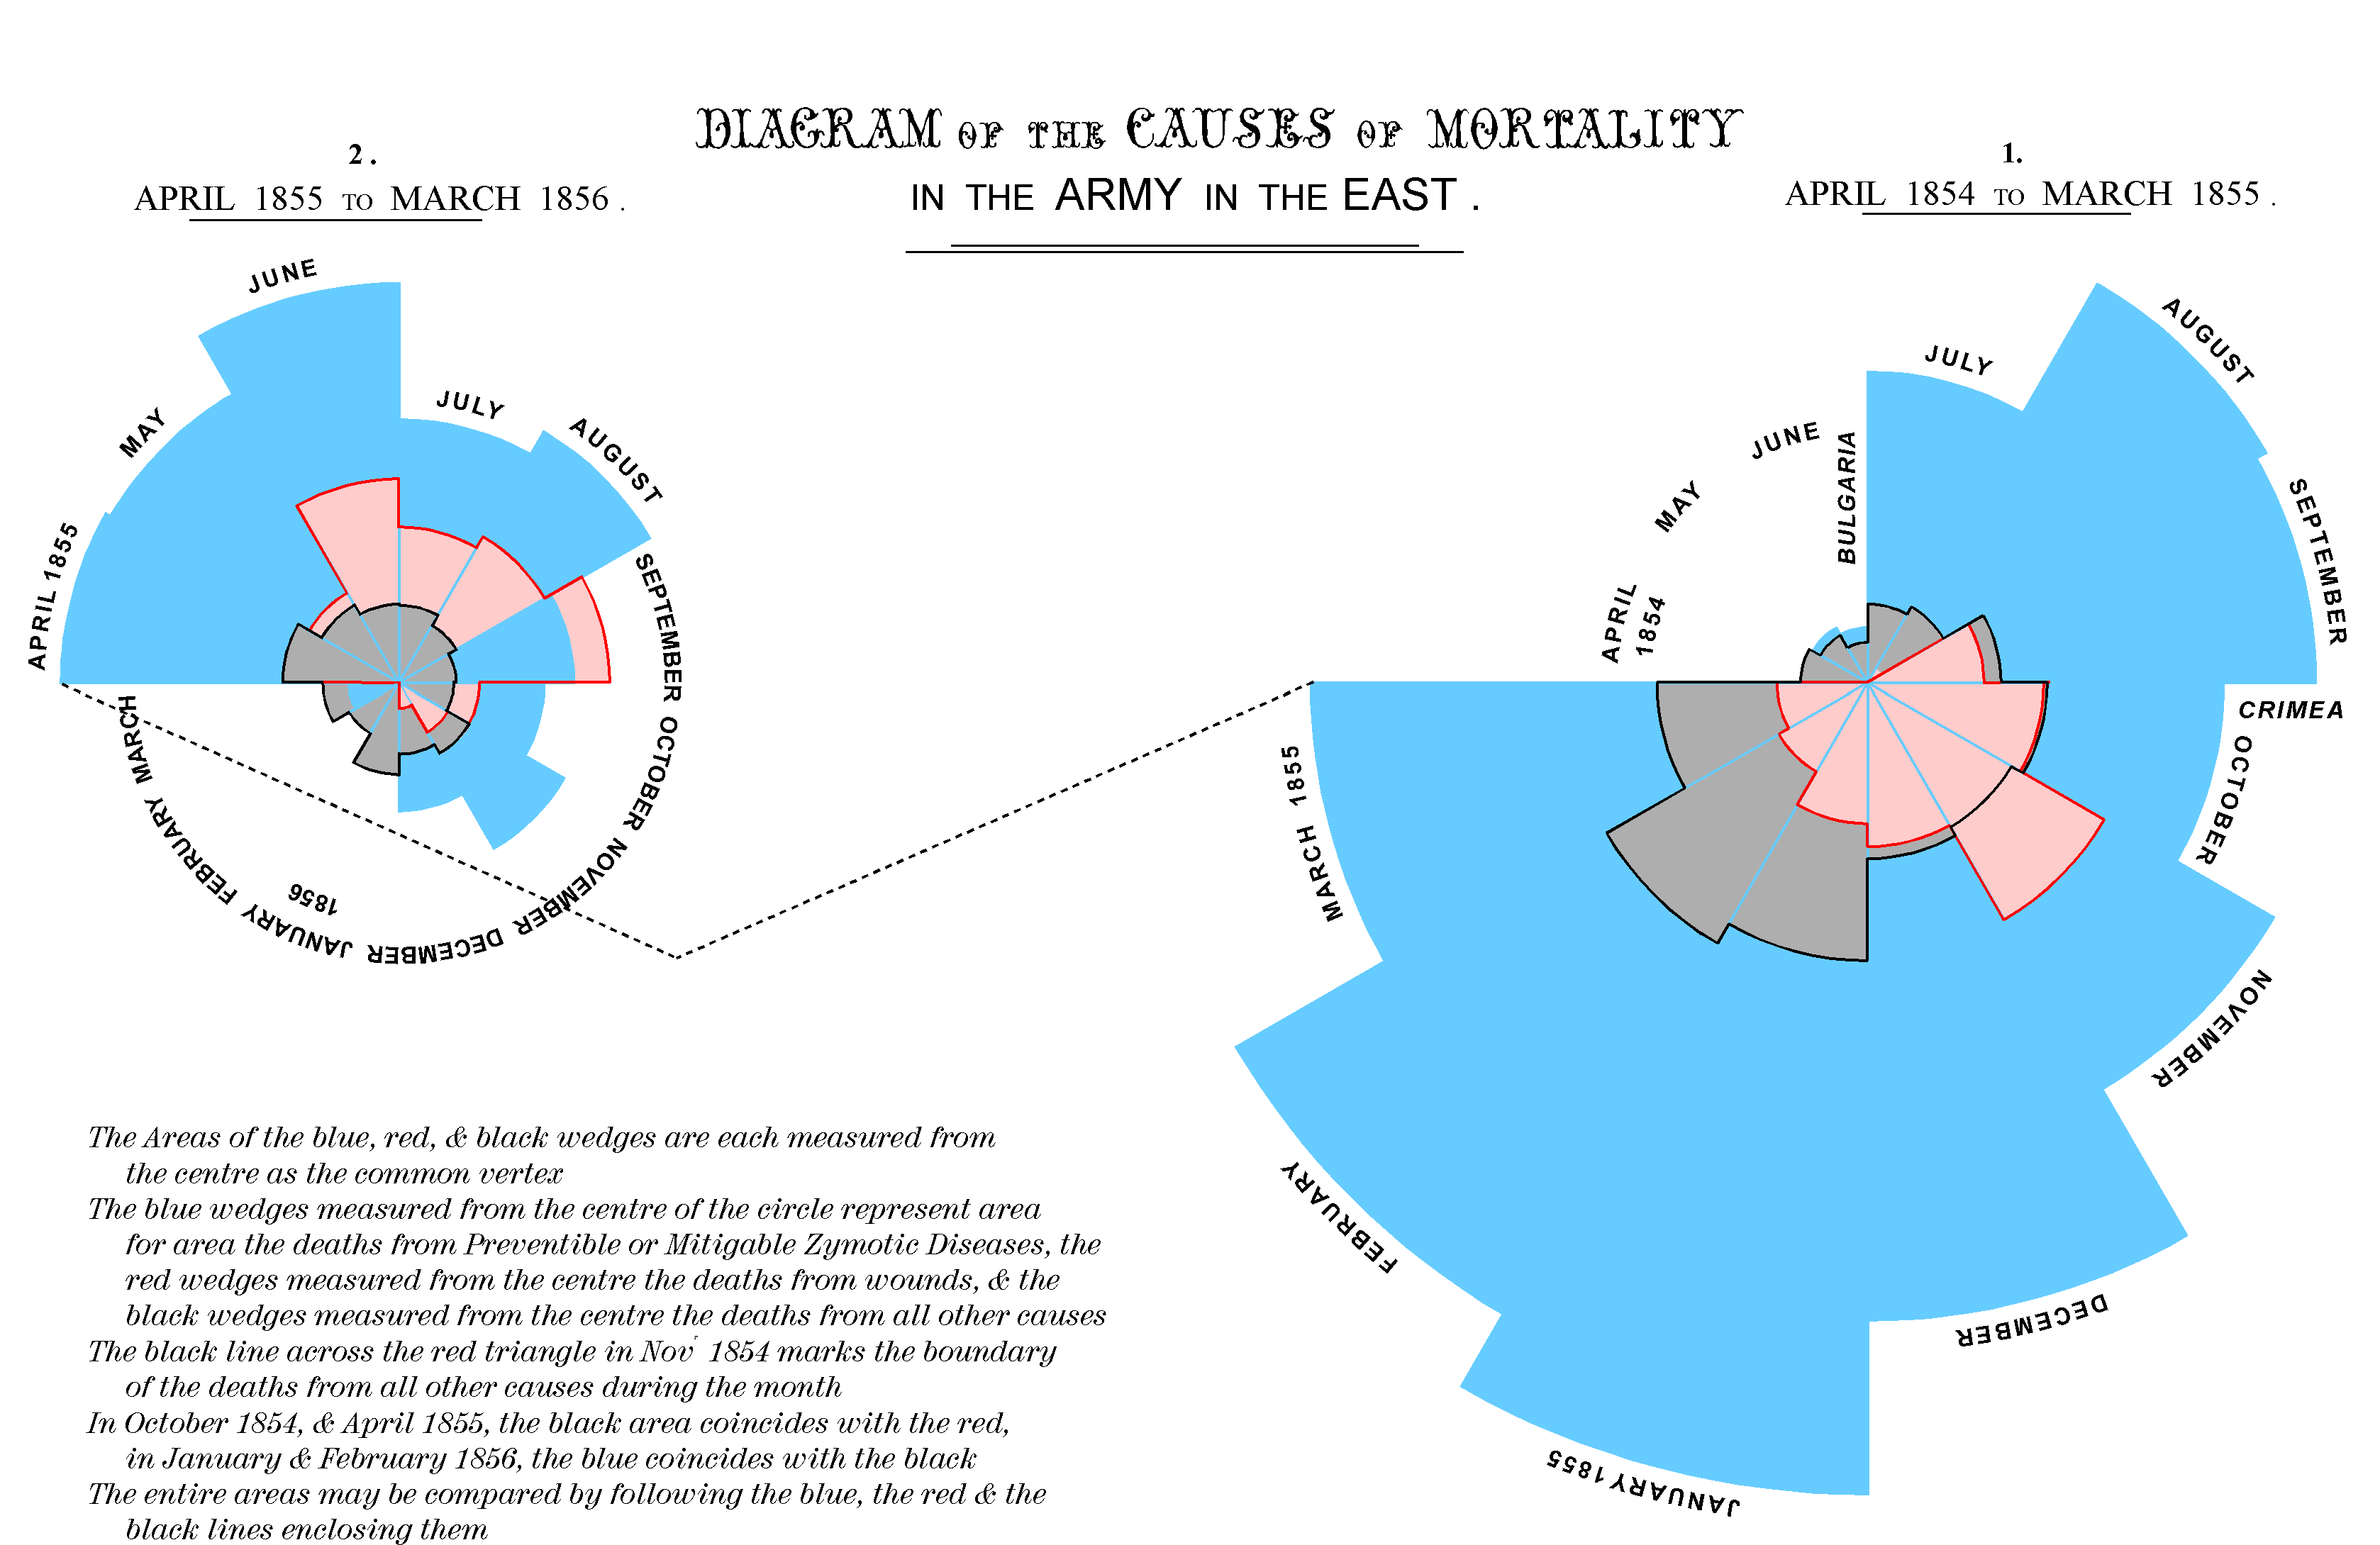 DIAGRAM OF THE CAUSES OF MORTALITY
IN THE ARMY IN THE EAST .
2 .
APRIL 1855 TO MARCH 1856 .
1.
APRIL 1854 TO MARCH 1855 .
JUNE
JULY
AUGUST
MAY
APRIL 1855
SEPTEMBER OCTOBER NOVEMBER DECEMBER JANUARY FEBRUARY MARCH
1856
APRIL
1854
MAY
JUNE
BULGARIA
JULY
AUGUST
SEPTEMBER
CRIMEA
OCTOBER
NOVEMBER
DECEMBER
JANUARY 1855
FEBRUARY
MARCH 1855
The Areas of the blue, red, & black wedges are each measured from
the centre as the common vertex
The blue wedges measured from the centre of the circle represent area
for area the deaths from Preventible or Mitigable Zymotic Diseases, the
red wedges measured from the centre the deaths from wounds, & the
black wedges measured from the centre the deaths from all other causes
The black line across the red triangle in Nov.r 1854 marks the boundary
of the deaths from all other causes during the month
In October 1854, & April 1855, the black area coincides with the red,
in January & February 1856, the blue coincides with the black
The entire areas may be compared by following the blue, the red & the
black lines enclosing them